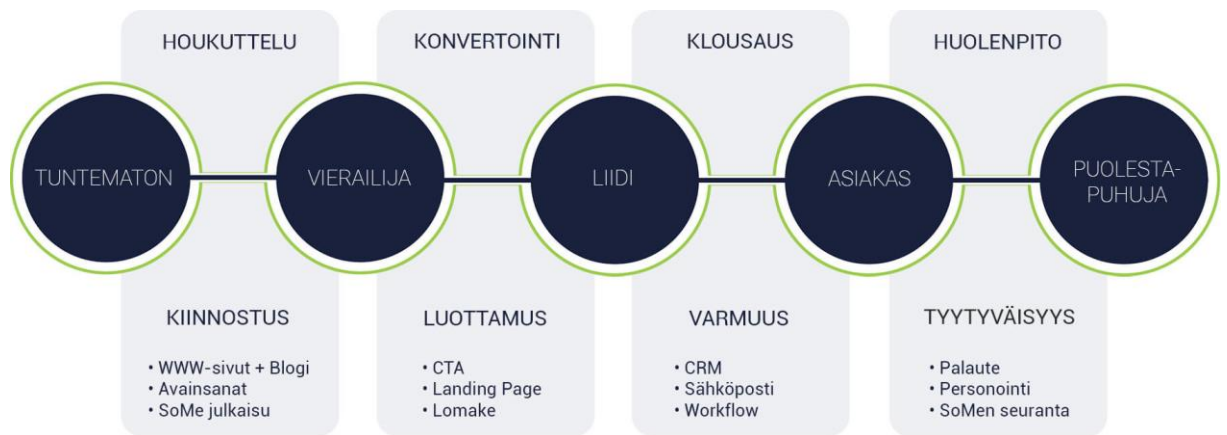 HOUKUTTELU
KONVERTOINTI
KLOUSAUS
HUOLENPITO
TUNTEMATON
VIERAILIJA
LIIDI
ASIAKAS
PUOLESTA-
PUHUJA
KIINNOSTUS
• WWW-sivut + Blogi
• Avainsanat
• SoMe julkaisu
LUOTTAMUS
• CTA
• Landing Page
• Lomake
VARMUUS
• CRM
• Sähköposti
• Workflow
TYYTYVÄISYYS
• Palaute
• Personointi
• SoMen seuranta